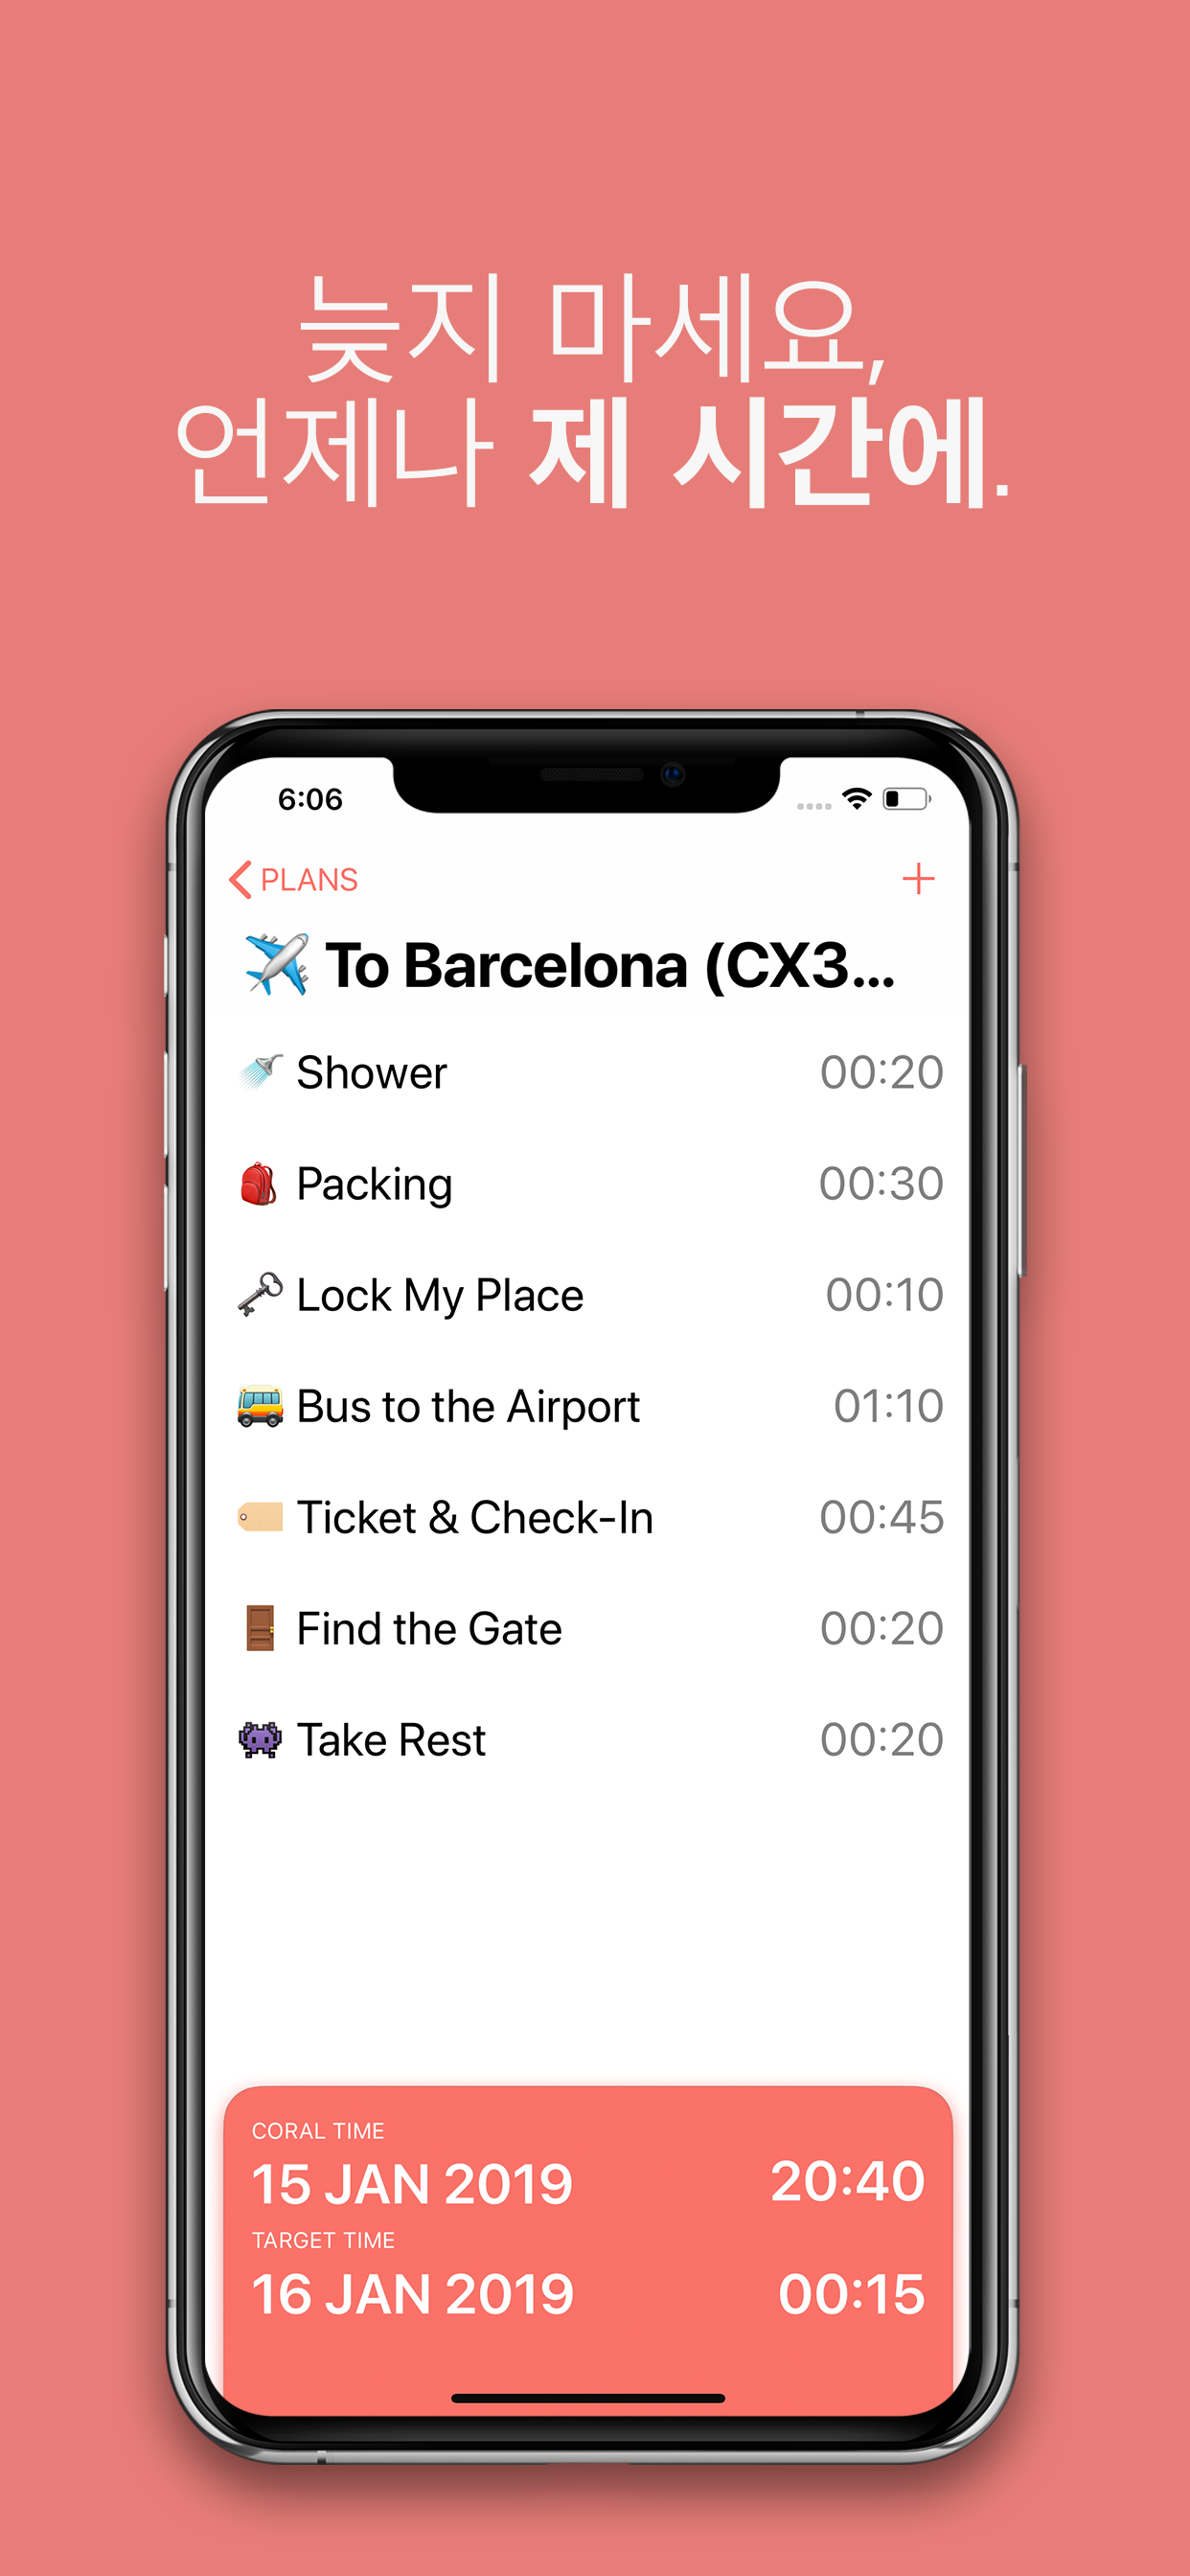 늦지 마세요,
언제나 제 시간에.
6:06
PLANS
To Barcelona (CX3...
Shower 00:20
Packing 00:30
Lock My Place 00:10
Bus to the Airport 01:10
Ticket & Check-In 00:45
Find the Gate 00:20
Take Rest 00:20
CORAL TIME
15 JAN 2019 20:40
TARGET TIME
16 JAN 2019 00:15